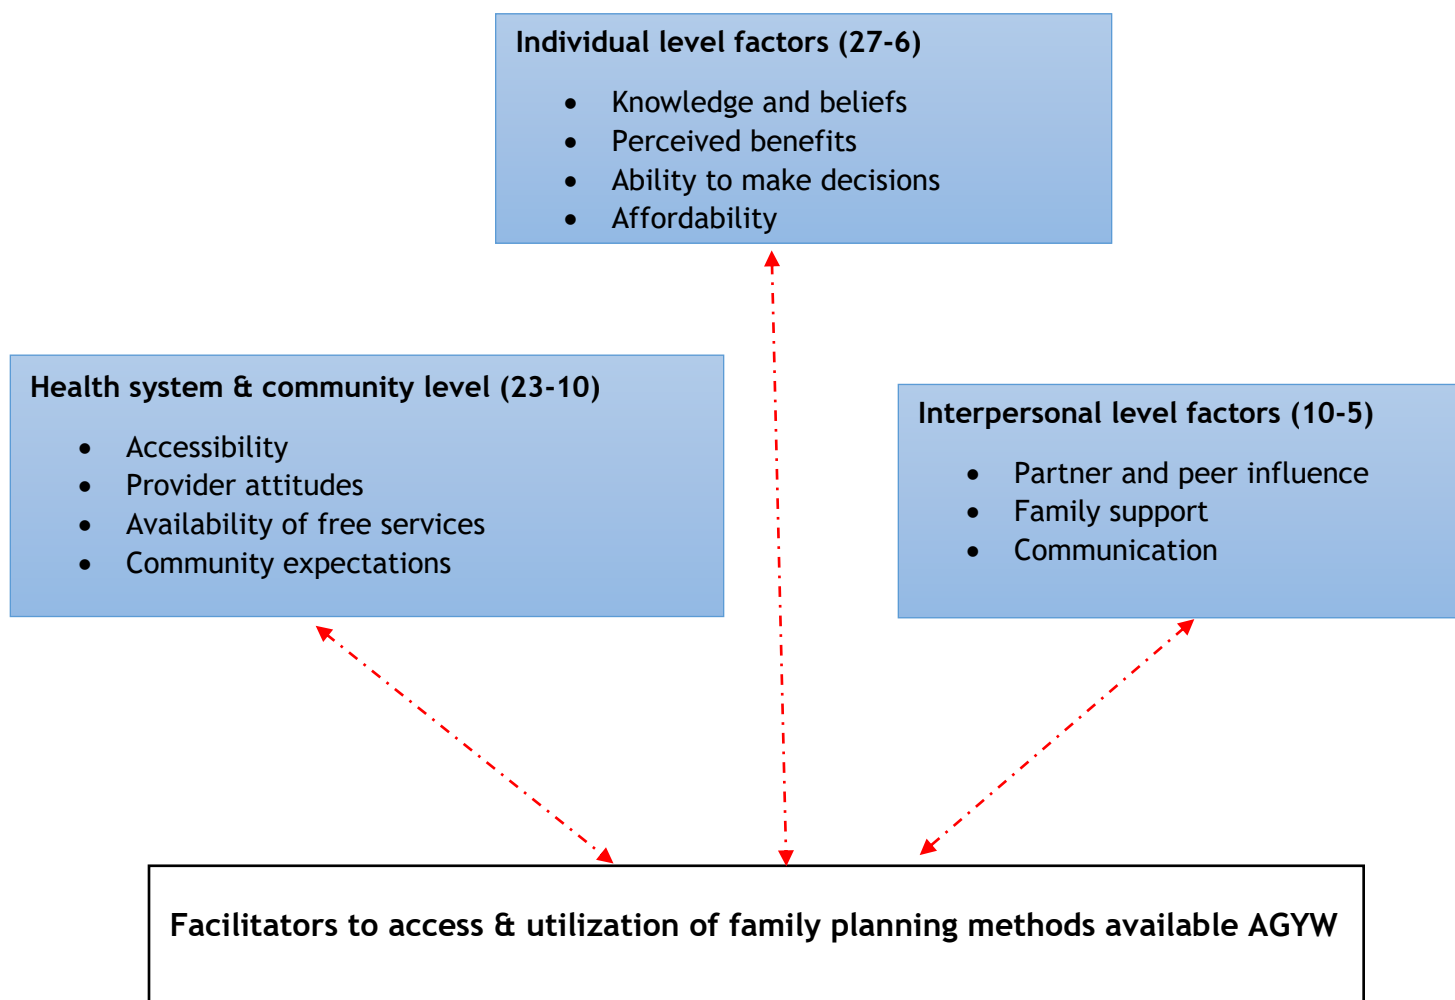 Individual level factors (27-6)
• Knowledge and beliefs
• Perceived benefits
• Ability to make decisions
• Affordability
Health system & community level (23-10)
• Accessibility
• Provider attitudes
• Availability of free services
• Community expectations
Interpersonal level factors (10-5)
• Partner and peer influence
• Family support
• Communication
Facilitators to access & utilization of family planning methods available AGYW